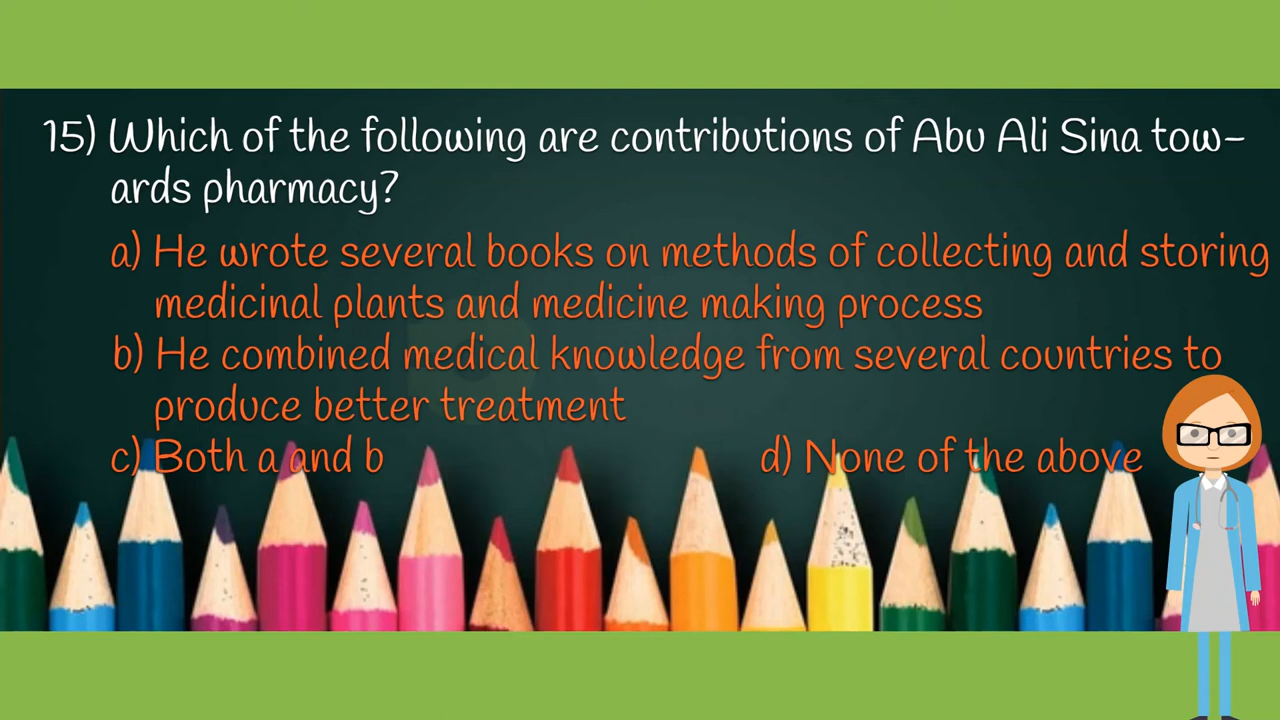 15) Which of the following are contributions of Abu Ali Sina tow-
ards pharmacy?
a) He wrote several books on methods of collecting and storing
medicinal plants and medicine making process
b) He combined medical knowledge from several countries to
produce better treatment
c) Both a and b d) None of the above